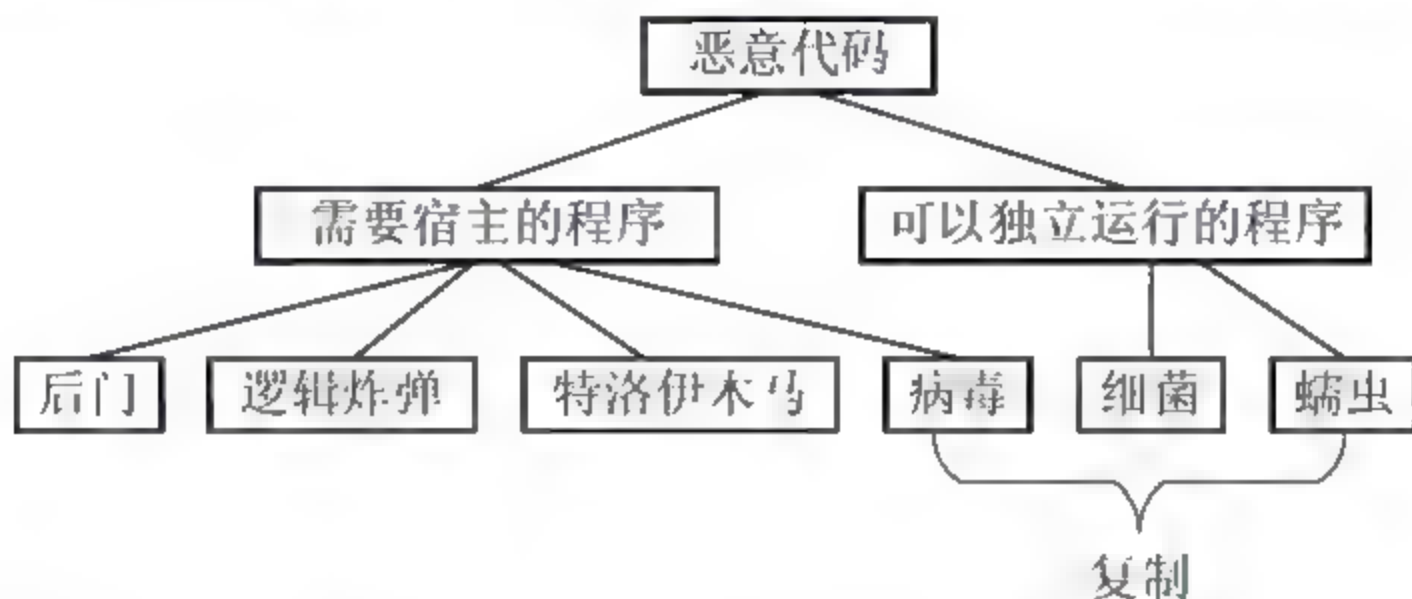 恶意代码
需要宿主的程序
可以独立运行的程序
后门
逻辑炸弹
特洛伊木马
病毒
细菌
蠕虫
复制